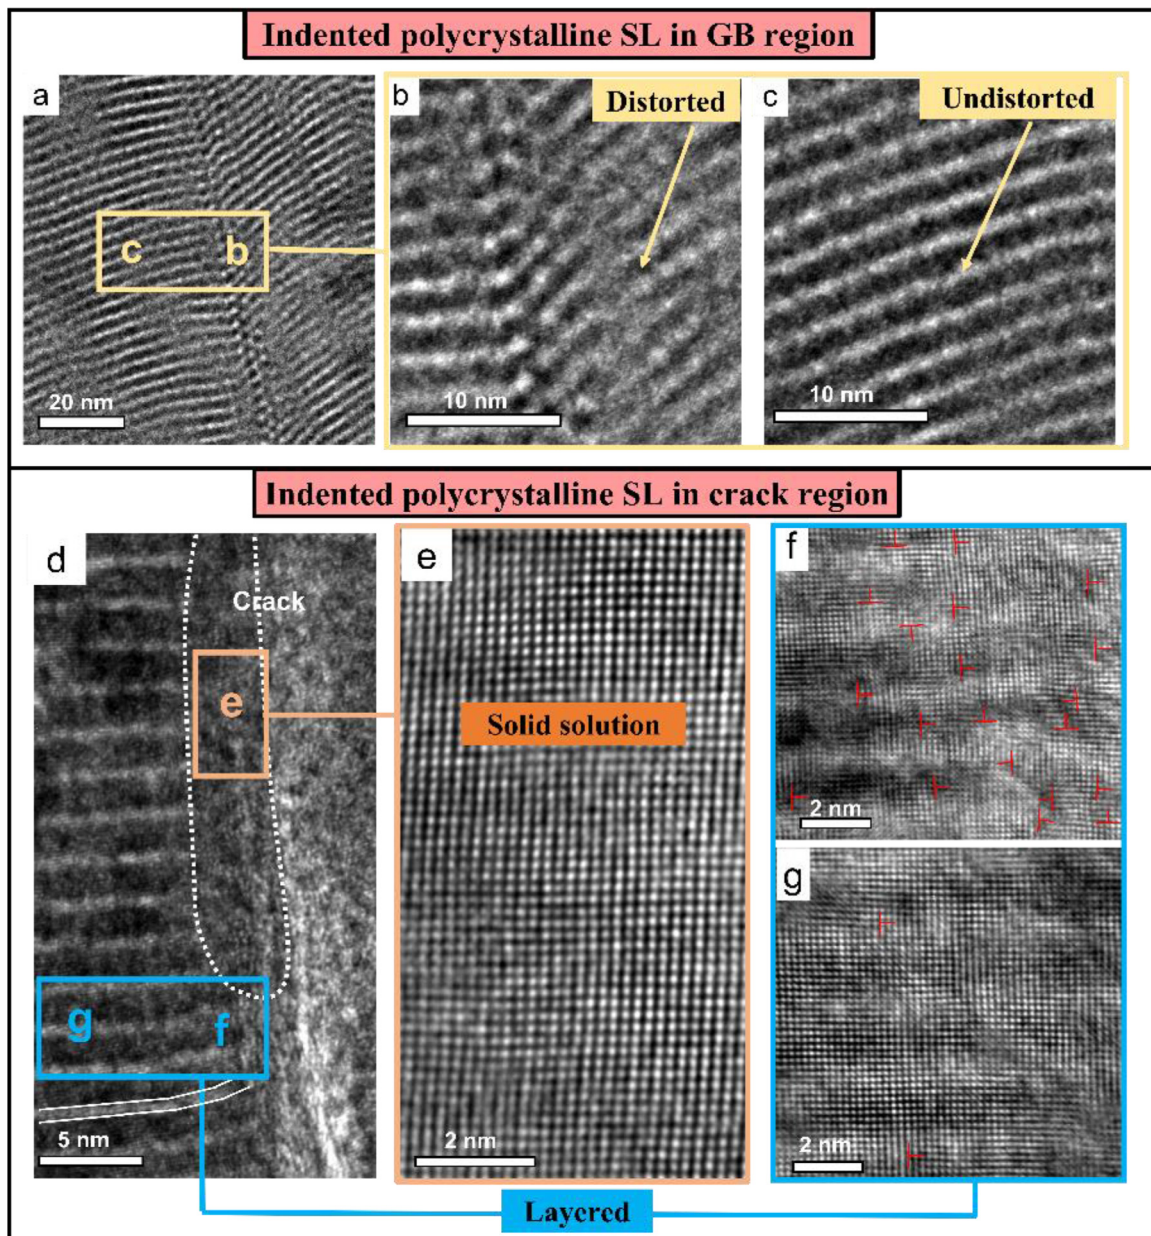 Indented polycrystalline SL in GB region
a
b
Distorted
c
Undistorted
c
b
20 nm
10 nm
10 nm
Indented polycrystalline SL in crack region
d
Crack
e
e
Solid solution
f
2 nm
g
g
f
5 nm
2 nm
2 nm
Layered